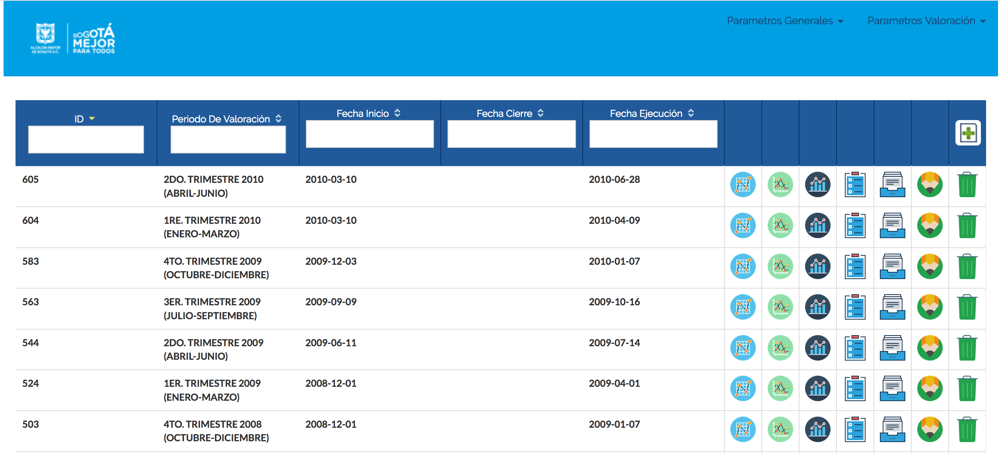 Parametros Generales
Parametros Valoración
ALCALDÍA MAYOR
DE BOGOTÁ D.C.
BOGOTÁ
MEJOR
PARA TODOS
ID
Periodo De Valoración
Fecha Inicio
Fecha Cierre
Fecha Ejecución
605 2DO. TRIMESTRE 2010 2010-03-10 2010-06-28
(ABRIL-JUNIO)
604 1RE. TRIMESTRE 2010 2010-03-10 2010-04-09
(ENERO-MARZO)
583 4TO. TRIMESTRE 2009 2009-12-03 2010-01-07
(OCTUBRE-DICIEMBRE)
563 3ER. TRIMESTRE 2009 2009-09-09 2009-10-16
(JULIO-SEPTIEMBRE)
544 2DO. TRIMESTRE 2009 2009-06-11 2009-07-14
(ABRIL-JUNIO)
524 1ER. TRIMESTRE 2009 2008-12-01 2009-04-01
(ENERO-MARZO)
503 4TO. TRIMESTRE 2008 2008-12-01 2009-01-07
(OCTUBRE-DICIEMBRE)